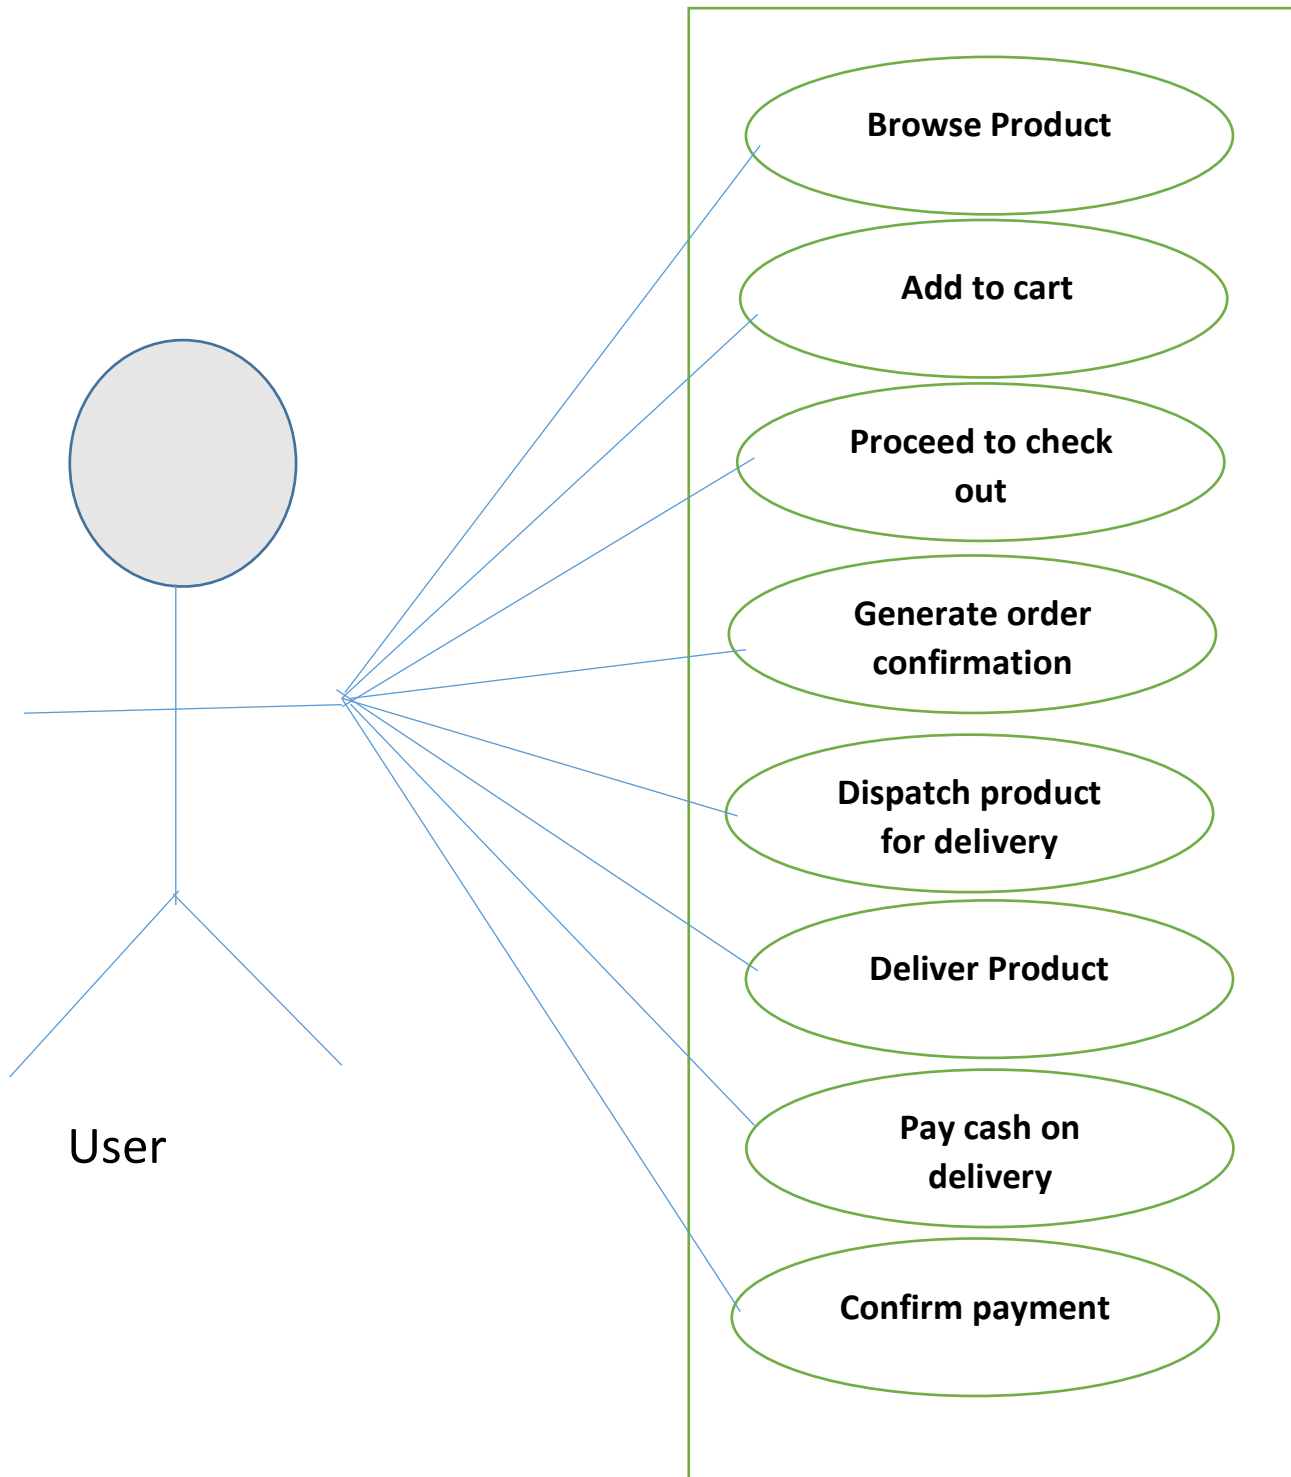 Browse Product
Add to cart
Proceed to check
out
Generate order
confirmation
Dispatch product
for delivery
Deliver Product
Pay cash on
delivery
User
Confirm payment